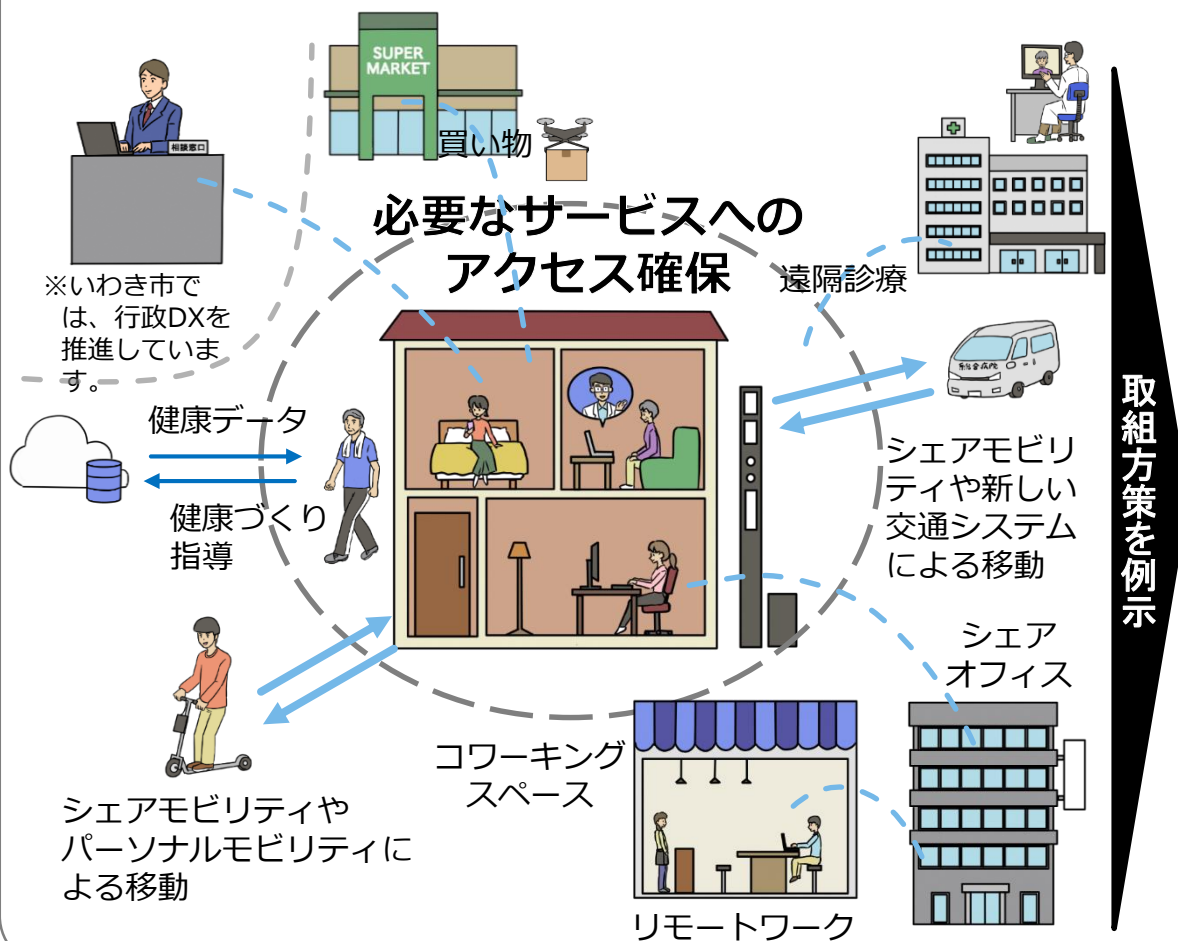 SUPER
MARKET
相談窓口
買い物
必要なサービスへの
アクセス確保
遠隔診療
※いわき市で
は、行政DXを
推進していま
す。
健康データ
健康づくり
指導
シェアモビリ
ティや新しい
交通システム
による移動
シェア
オフィス
コワーキング
スペース
シェアモビリティや
パーソナルモビリティに
よる移動
リモートワーク
取組方策を例示